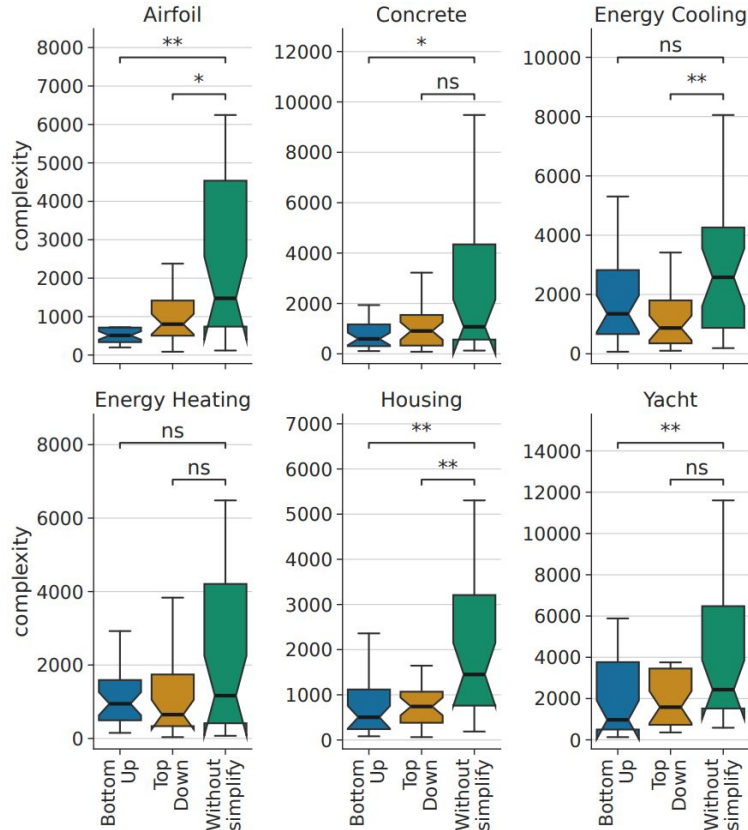 Airfoil
complexity
8000
7000
6000
5000
4000
3000
2000
1000
0
**
*
Concrete
12000
10000
8000
6000
4000
2000
0
*
ns
Energy Cooling
10000
8000
6000
4000
2000
0
ns
**
Energy Heating
complexity
8000
6000
4000
2000
0
ns
ns
Bottom
Up
Top
Down
Without
simplify
Housing
7000
6000
5000
4000
3000
2000
1000
0
**
**
Bottom
Up
Top
Down
Without
simplify
Yacht
14000
12000
10000
8000
6000
4000
2000
0
**
ns
Bottom
Up
Top
Down
Without
simplify